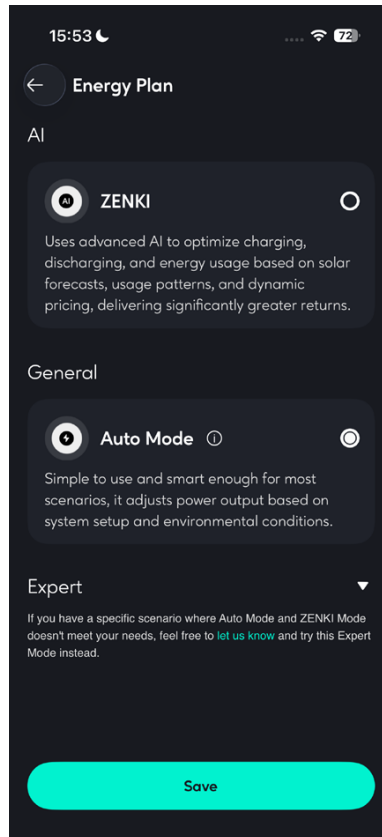 15:53
72
Energy Plan
AI
AI
ZENKI
Uses advanced AI to optimize charging,
discharging, and energy usage based on solar
forecasts, usage patterns, and dynamic
pricing, delivering significantly greater returns.
General
Auto Mode
Simple to use and smart enough for most
scenarios, it adjusts power output based on
system setup and environmental conditions.
Expert
If you have a specific scenario where Auto Mode and ZENKI Mode
doesn't meet your needs, feel free to let us know and try this Expert
Mode instead.
Save